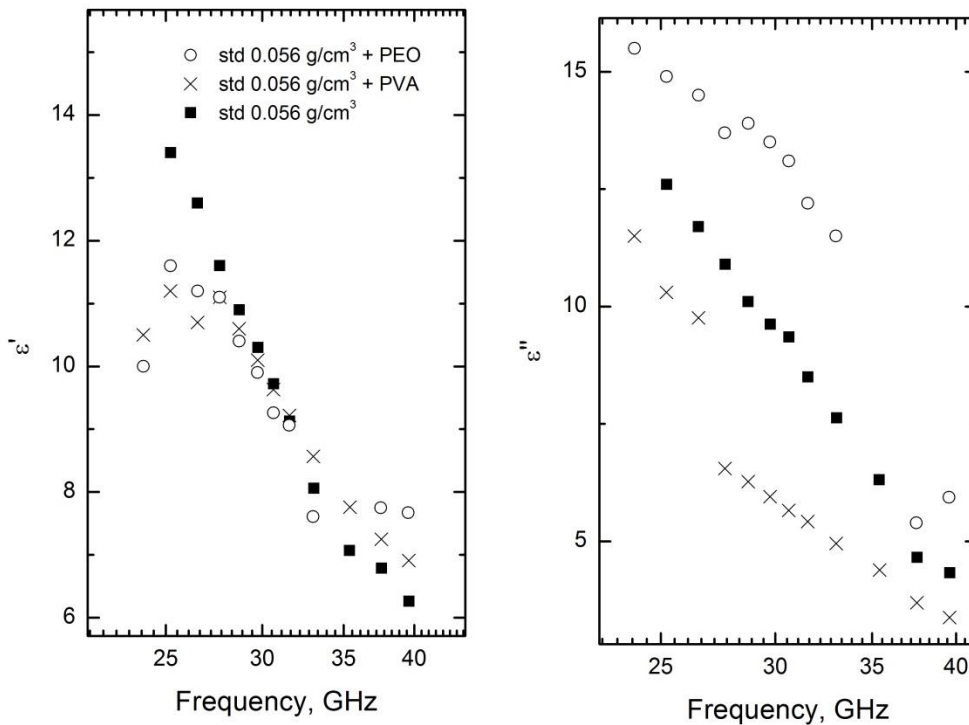 std 0.056 g/cm³ + PEO
std 0.056 g/cm³ + PVA
std 0.056 g/cm³
14
12
10
8
6
ε'
25
30
40
Frequency, GHz
15
10
5
ε"
25
30
35
40
Frequency, GHz